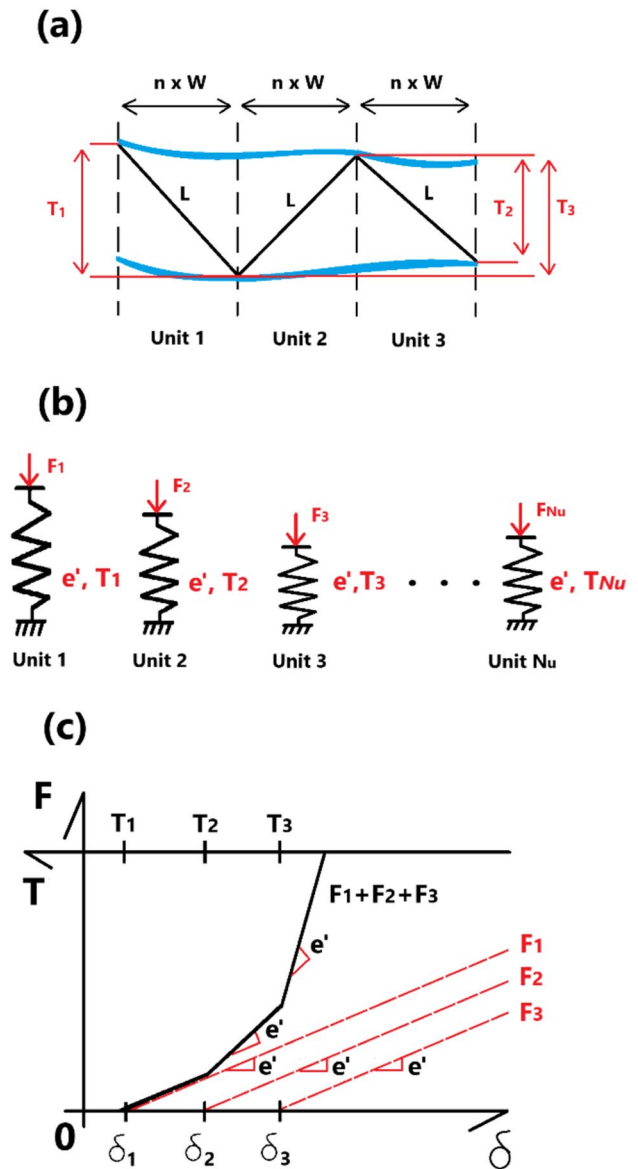 (a)
n x W n x W n x W
T1 L L L T2 T3
Unit 1 Unit 2 Unit 3
(b)
F1 F2 F3 FNu
e', T1 e', T2 e',T3 • • • e', TNu
Unit 1 Unit 2 Unit 3 Unit Nu
(c)
F
T1 T2 T3
T
F1+F2+F3
e' F1
F2
e' F3
e' e' e'
0 δ1 δ2 δ3 δ